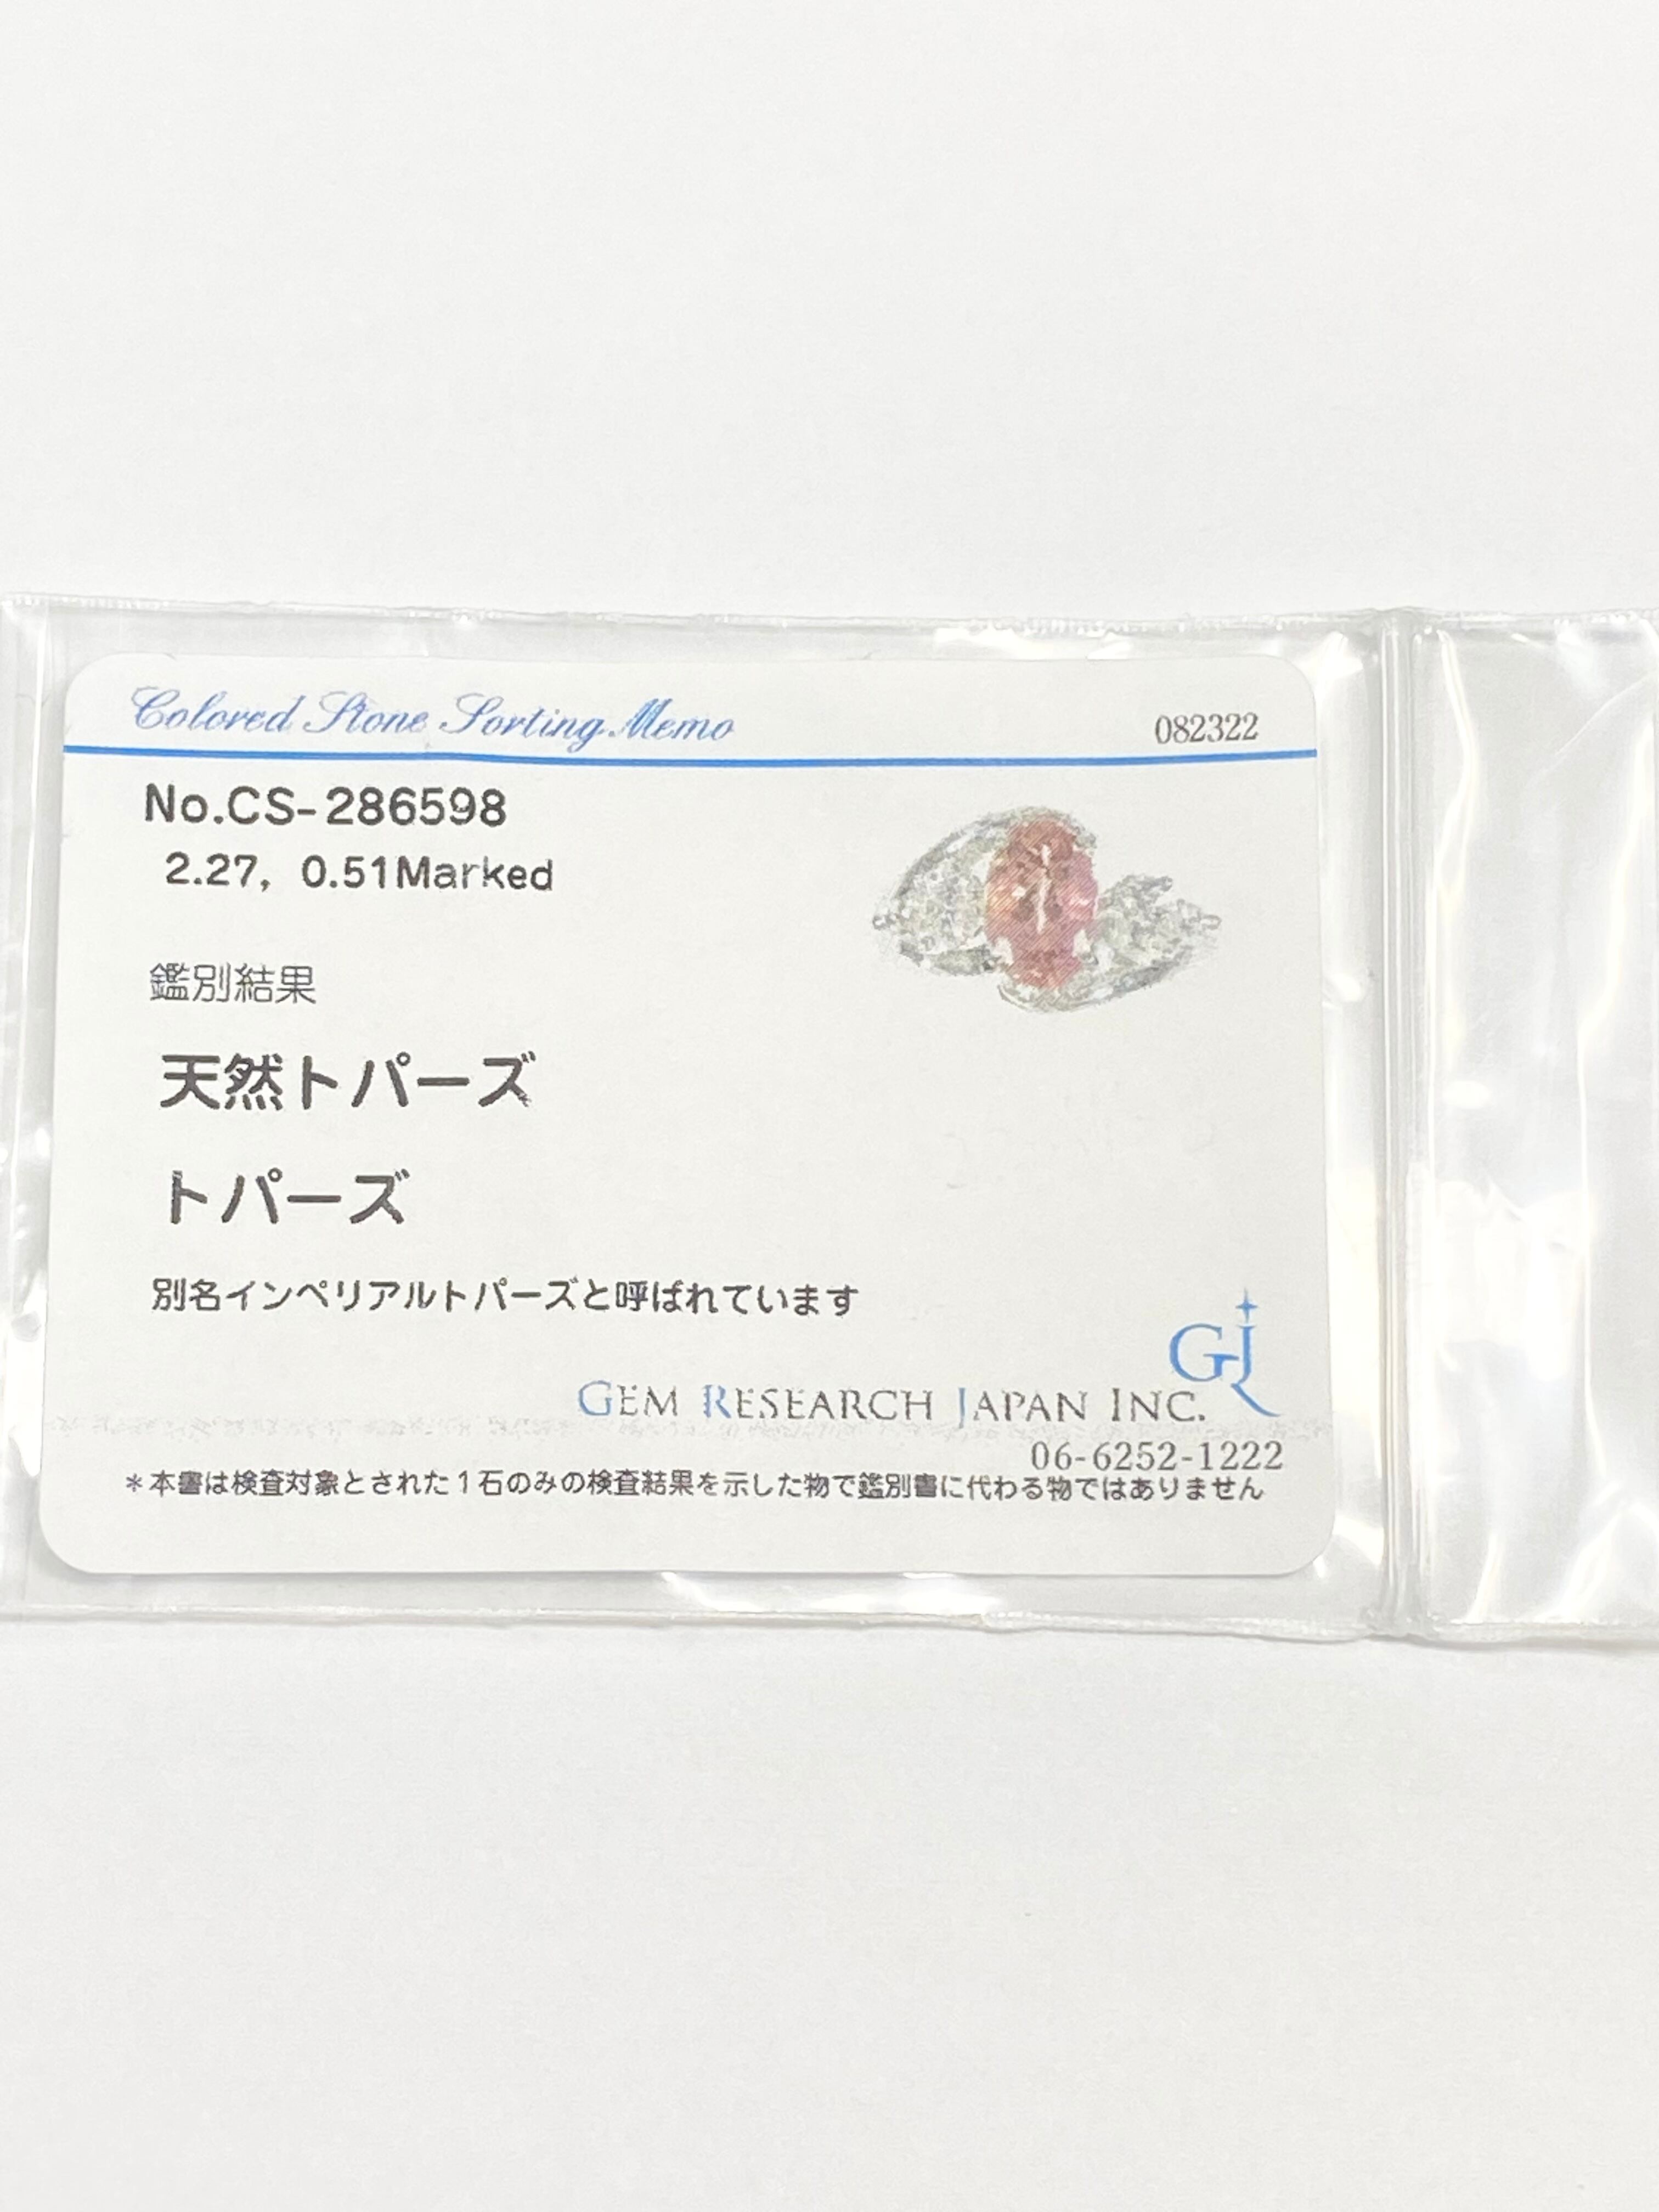 Colored Stone Sorting Memo
082322
No.CS-286598
2.27, 0.51Marked
鑑別結果
天然トパーズ
トパーズ
別名インペリアルトパーズと呼ばれています
GJ
GEM RESEARCH JAPAN INC.
06-6252-1222
*本書は検査対象とされた1石のみの検査結果を示した物で鑑別書に代わる物ではありません